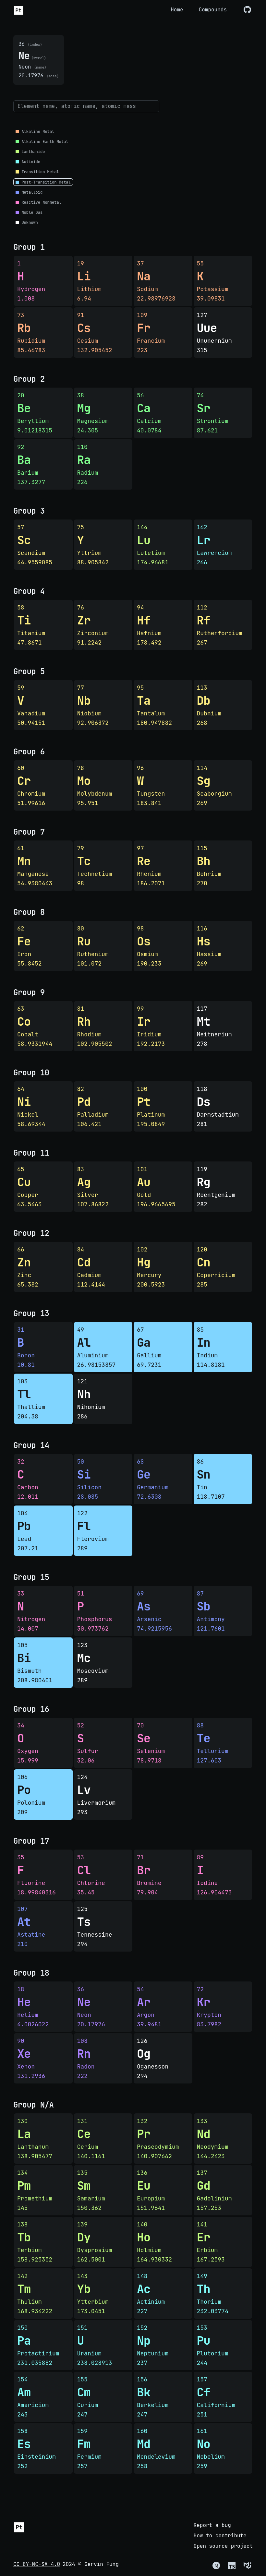 Pt
Home
Compounds
36 (index)
Ne (symbol)
Neon (name)
20.17976 (mass)
Element name, atomic name, atomic mass
Alkaline Metal
Alkaline Earth Metal
Lanthanide
Actinide
Transition Metal
Post-Transition Metal
Metalloid
Reactive Nonmetal
Noble Gas
Unknown
Group 1
1
H
Hydrogen
1.008
19
Li
Lithium
6.94
37
Na
Sodium
22.98976928
55
K
Potassium
39.09831
73
Rb
Rubidium
85.46783
91
Cs
Cesium
132.905452
109
Fr
Francium
223
127
Uue
Ununennium
315
Group 2
20
Be
Beryllium
9.01218315
38
Mg
Magnesium
24.305
56
Ca
Calcium
40.0784
74
Sr
Strontium
87.621
92
Ba
Barium
137.3277
110
Ra
Radium
226
Group 3
57
Sc
Scandium
44.9559085
75
Y
Yttrium
88.905842
144
Lu
Lutetium
174.96681
162
Lr
Lawrencium
266
Group 4
58
Ti
Titanium
47.8671
76
Zr
Zirconium
91.2242
94
Hf
Hafnium
178.492
112
Rf
Rutherfordium
267
Group 5
59
V
Vanadium
50.94151
77
Nb
Niobium
92.906372
95
Ta
Tantalum
180.947882
113
Db
Dubnium
268
Group 6
60
Cr
Chromium
51.99616
78
Mo
Molybdenum
95.951
96
W
Tungsten
183.841
114
Sg
Seaborgium
269
Group 7
61
Mn
Manganese
54.9380443
79
Tc
Technetium
98
97
Re
Rhenium
186.2071
115
Bh
Bohrium
270
Group 8
62
Fe
Iron
55.8452
80
Ru
Ruthenium
101.072
98
Os
Osmium
190.233
116
Hs
Hassium
269
Group 9
63
Co
Cobalt
58.9331944
81
Rh
Rhodium
102.905502
99
Ir
Iridium
192.2173
117
Mt
Meitnerium
278
Group 10
64
Ni
Nickel
58.69344
82
Pd
Palladium
106.421
100
Pt
Platinum
195.0849
118
Ds
Darmstadtium
281
Group 11
65
Cu
Copper
63.5463
83
Ag
Silver
107.86822
101
Au
Gold
196.9665695
119
Rg
Roentgenium
282
Group 12
66
Zn
Zinc
65.382
84
Cd
Cadmium
112.4144
102
Hg
Mercury
200.5923
120
Cn
Copernicium
285
Group 13
31
B
Boron
10.81
49
Al
Aluminium
26.98153857
67
Ga
Gallium
69.7231
85
In
Indium
114.8181
103
Tl
Thallium
204.38
121
Nh
Nihonium
286
Group 14
32
C
Carbon
12.011
50
Si
Silicon
28.085
68
Ge
Germanium
72.6308
86
Sn
Tin
118.7107
104
Pb
Lead
207.21
122
Fl
Flerovium
289
Group 15
33
N
Nitrogen
14.007
51
P
Phosphorus
30.973762
69
As
Arsenic
74.9215956
87
Sb
Antimony
121.7601
105
Bi
Bismuth
208.980401
123
Mc
Moscovium
289
Group 16
34
O
Oxygen
15.999
52
S
Sulfur
32.06
70
Se
Selenium
78.9718
88
Te
Tellurium
127.603
106
Po
Polonium
209
124
Lv
Livermorium
293
Group 17
35
F
Fluorine
18.99840316
53
Cl
Chlorine
35.45
71
Br
Bromine
79.904
89
I
Iodine
126.904473
107
At
Astatine
210
125
Ts
Tennessine
294
Group 18
18
He
Helium
4.0026022
36
Ne
Neon
20.17976
54
Ar
Argon
39.9481
72
Kr
Krypton
83.7982
90
Xe
Xenon
131.2936
108
Rn
Radon
222
126
Og
Oganesson
294
Group N/A
130
La
Lanthanum
138.905477
131
Ce
Cerium
140.1161
132
Pr
Praseodymium
140.907662
133
Nd
Neodymium
144.2423
134
Pm
Promethium
145
135
Sm
Samarium
150.362
136
Eu
Europium
151.9641
137
Gd
Gadolinium
157.253
138
Tb
Terbium
158.925352
139
Dy
Dysprosium
162.5001
140
Ho
Holmium
164.930332
141
Er
Erbium
167.2593
142
Tm
Thulium
168.934222
143
Yb
Ytterbium
173.0451
148
Ac
Actinium
227
149
Th
Thorium
232.03774
150
Pa
Protactinium
231.035882
151
U
Uranium
238.028913
152
Np
Neptunium
237
153
Pu
Plutonium
244
154
Am
Americium
243
155
Cm
Curium
247
156
Bk
Berkelium
247
157
Cf
Californium
251
158
Es
Einsteinium
252
159
Fm
Fermium
257
160
Md
Mendelevium
258
161
No
Nobelium
259
Pt
Report a bug
How to contribute
Open source project
CC BY-NC-SA 4.0 2024 © Gervin Fung
N
TS